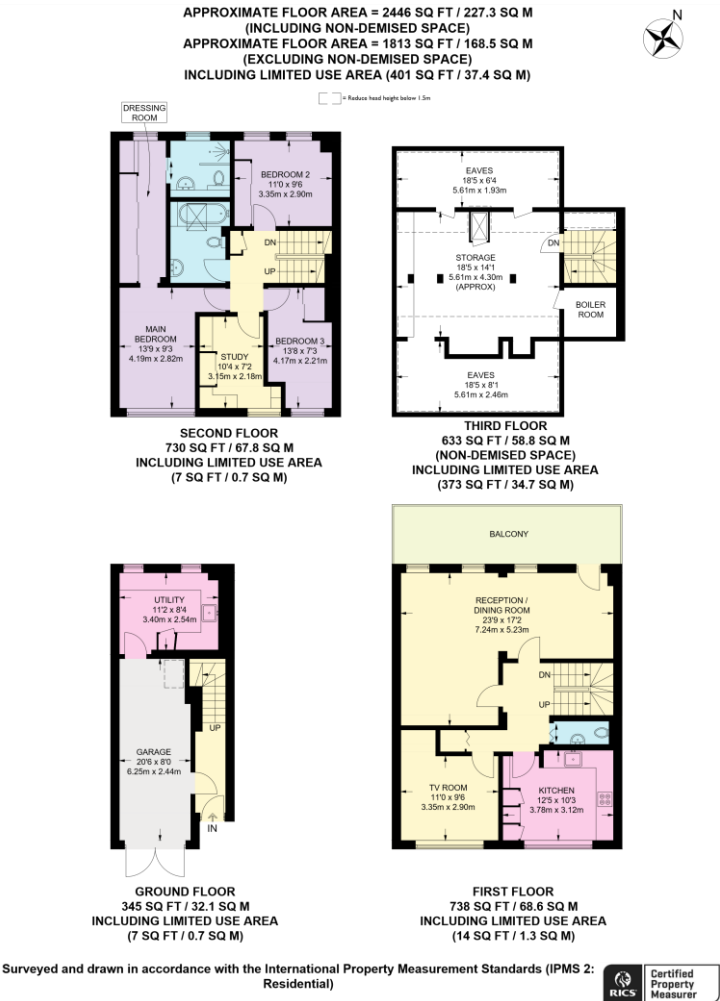 APPROXIMATE FLOOR AREA = 2446 SQ FT / 227.3 SQ M
(INCLUDING NON-DEMISED SPACE)
APPROXIMATE FLOOR AREA = 1813 SQ FT / 168.5 SQ M
(EXCLUDING NON-DEMISED SPACE)
INCLUDING LIMITED USE AREA (401 SQ FT / 37.4 SQ M)
N
= Reduce head height below 1.5m
DRESSING
ROOM
BEDROOM 2
11'0 x 9'6
3.35m x 2.90m
DN
UP
MAIN
BEDROOM
13'9 x 9'3
4.19m x 2.82m
STUDY
10'4 x 7'2
3.15m x 2.18m
BEDROOM 3
13'8 x 7'3
4.17m x 2.21m
SECOND FLOOR
730 SQ FT / 67.8 SQ M
INCLUDING LIMITED USE AREA
(7 SQ FT / 0.7 SQ M)
EAVES
18'5 x 6'4
5.61m x 1.93m
DN
STORAGE
18'5 x 14'1
5.61m x 4.30m
(APPROX)
BOILER
ROOM
EAVES
18'5 x 8'1
5.61m x 2.46m
THIRD FLOOR
633 SQ FT / 58.8 SQ M
(NON-DEMISED SPACE)
INCLUDING LIMITED USE AREA
(373 SQ FT / 34.7 SQ M)
UTILITY
11'2 x 8'4
3.40m x 2.54m
UP
GARAGE
20'6 x 8'0
6.25m x 2.44m
IN
GROUND FLOOR
345 SQ FT / 32.1 SQ M
INCLUDING LIMITED USE AREA
(7 SQ FT / 0.7 SQ M)
BALCONY
RECEPTION /
DINING ROOM
23'9 x 17'2
7.24m x 5.23m
DN
UP
TV ROOM
11'0 x 9'6
3.35m x 2.90m
KITCHEN
12'5 x 10'3
3.78m x 3.12m
FIRST FLOOR
738 SQ FT / 68.6 SQ M
INCLUDING LIMITED USE AREA
(14 SQ FT / 1.3 SQ M)
Surveyed and drawn in accordance with the International Property Measurement Standards (IPMS 2:
Residential)
RICS
Certified
Property
Measurer